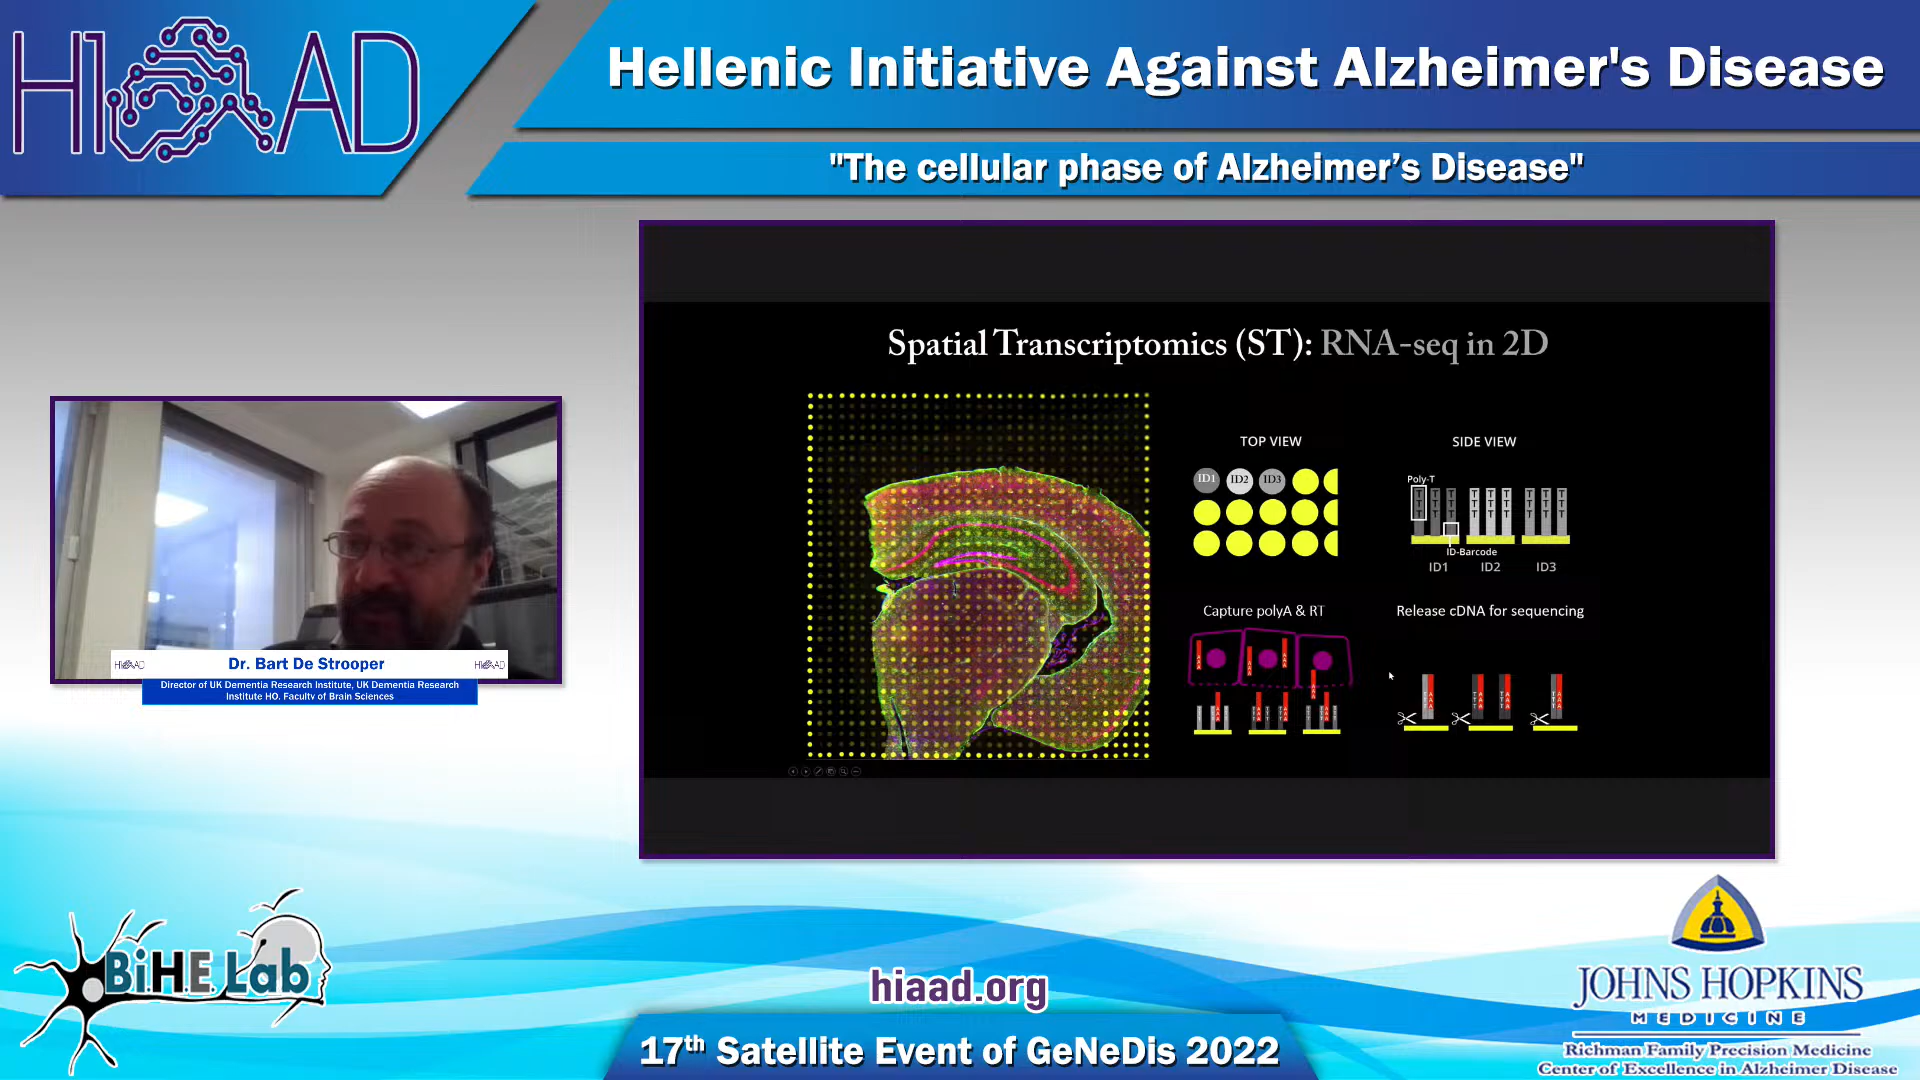 HIAAD
Hellenic Initiative Against Alzheimer's Disease
"The cellular phase of Alzheimer’s Disease"
Spatial Transcriptomics (ST): RNA-seq in 2D
TOP VIEW
SIDE VIEW
ID1 ID2 ID3
Poly-T
T T T T T T T T T
T T T T T T T T T
T T T T T T T T T
ID-Barcode
ID1 ID2 ID3
Capture polyA & RT
Release cDNA for sequencing
HIAAD
Dr. Bart De Strooper
HIAAD
Director of UK Dementia Research Institute, UK Dementia Research
Institute HQ, Faculty of Brain Sciences
BiH.E. Lab
hiaad.org
17th Satellite Event of GeNeDis 2022
JOHNS HOPKINS
MEDICINE
Richman Family Precision Medicine
Center of Excellence in Alzheimer Disease